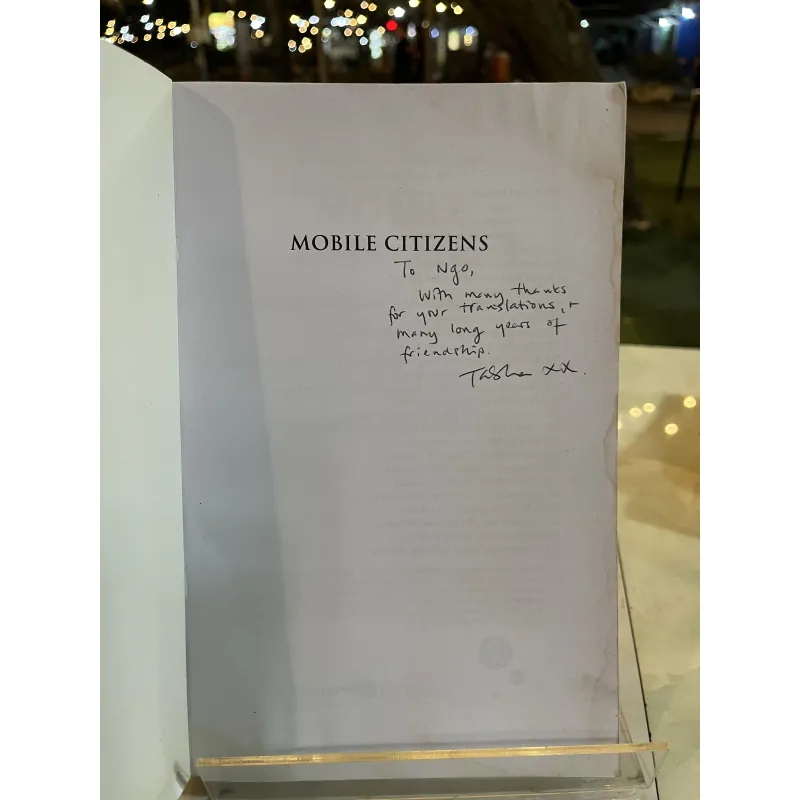 MOBILE CITIZENS
To Ngo,
With many thanks
for your translations, +
many long years of
friendship.
Tasha xx.